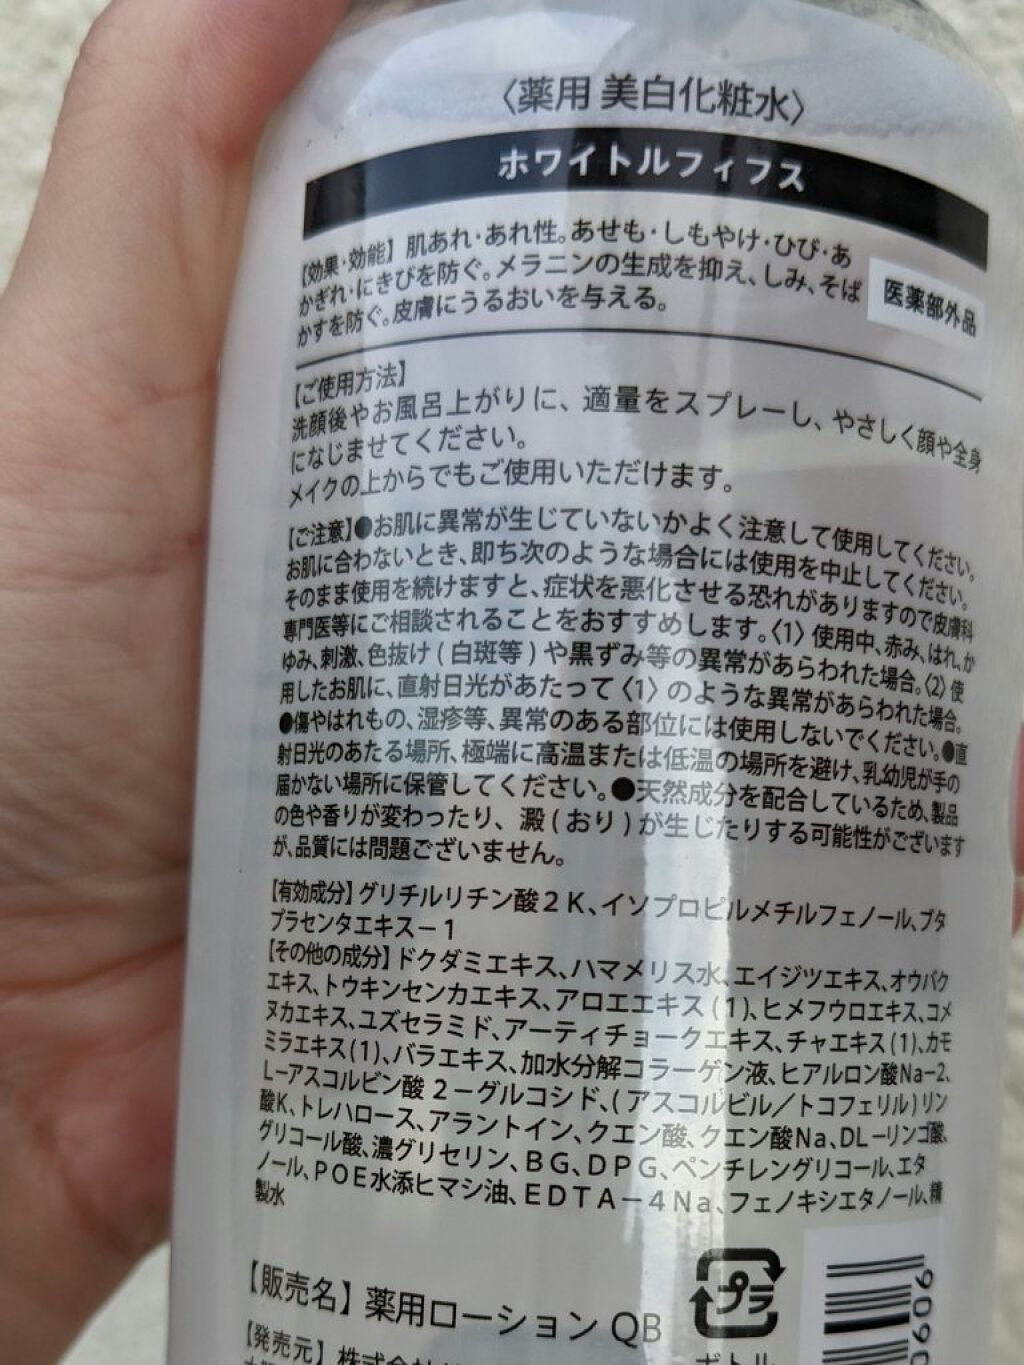 〈薬用 美白化粧水〉
ホワイトルフィフス
【効果・効能】肌あれ・あれ性。あせも・しもやけ・ひび・あ
かぎれ・にきびを防ぐ。メラニンの生成を抑え、しみ、そば
かすを防ぐ。皮膚にうるおいを与える。
医薬部外品
【ご使用方法】
洗顔後やお風呂上がりに、適量をスプレーし、やさしく顔や全身
になじませてください。
メイクの上からでもご使用いただけます。
【ご注意】●お肌に異常が生じていないかよく注意して使用してください。
お肌に合わないとき、即ち次のような場合には使用を中止してください。
そのまま使用を続けますと、症状を悪化させる恐れがありますので皮膚科
専門医等にご相談されることをおすすめします。〈1〉使用中、赤み、はれ、か
ゆみ、刺激、色抜け(白斑等)や黒ずみ等の異常があらわれた場合。〈2〉使
用したお肌に、直射日光があたって〈1〉のような異常があらわれた場合。
●傷やはれもの、湿疹等、異常のある部位には使用しないでください。●直
射日光のあたる場所、極端に高温または低温の場所を避け、乳幼児が手の
届かない場所に保管してください。●天然成分を配合しているため、製品
の色や香りが変わったり、澱(おり)が生じたりする可能性がございます
が、品質には問題ございません。
【有効成分】グリチルリチン酸2K、イソプロピルメチルフェノール、ブタ
プラセンタエキス－1
【その他の成分】ドクダミエキス、ハマメリス水、エイジツエキス、オウバク
エキス、トウキンセンカエキス、アロエエキス(1)、ヒメフウロエキス、コメ
ヌカエキス、ユズセラミド、アーティチョークエキス、チャエキス(1)、カモ
ミラエキス(1)、バラエキス、加水分解コラーゲン液、ヒアルロン酸Na－2、
L－アスコルビン酸 2－グルコシド、(アスコルビル／トコフェリル)リン
酸K、トレハロース、アラントイン、クエン酸、クエン酸Na、DL－リンゴ酸、
グリコール酸、濃グリセリン、BG、DPG、ペンチレングリコール、エタ
ノール、POE水添ヒマシ油、EDTA－4Na、フェノキシエタノール、精
製水
【販売名】薬用ローション QB
プラ
ボトル
【発売元】株式会社